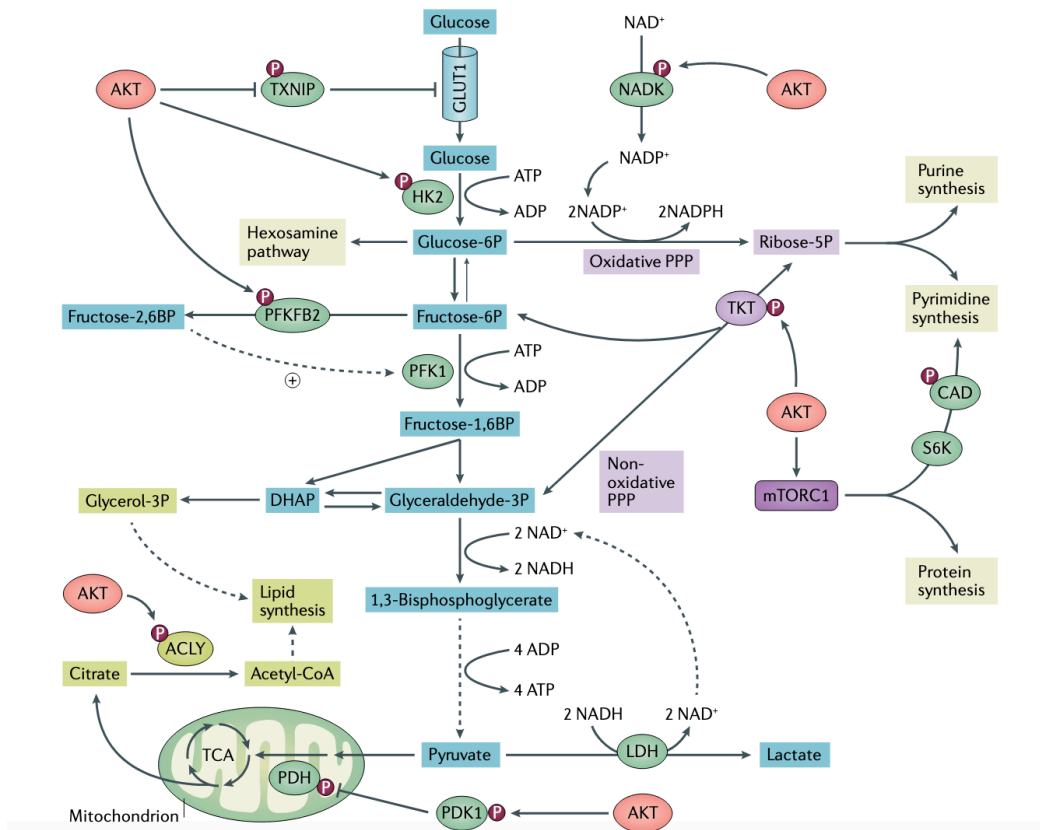 Glucose
NAD⁺
P
P
AKT
TXNIP
GLUT1
NADK
AKT
Glucose
NADP⁺
Purine
synthesis
P
HK2
ATP
ADP
2NADP⁺
2NADPH
Hexosamine
pathway
Glucose-6P
Ribose-5P
Oxidative PPP
P
Fructose-2,6BP
PFKFB2
Fructose-6P
TKT
P
Pyrimidine
synthesis
+
PFK1
ATP
ADP
P
CAD
AKT
Fructose-1,6BP
S6K
Non-
oxidative
PPP
Glycerol-3P
DHAP
Glyceraldehyde-3P
mTORC1
2 NAD⁺
2 NADH
Protein
synthesis
AKT
Lipid
synthesis
1,3-Bisphosphoglycerate
P
ACLY
4 ADP
4 ATP
Citrate
Acetyl-CoA
2 NADH
2 NAD⁺
TCA
Pyruvate
LDH
Lactate
PDH
P
Mitochondrion
PDK1
P
AKT